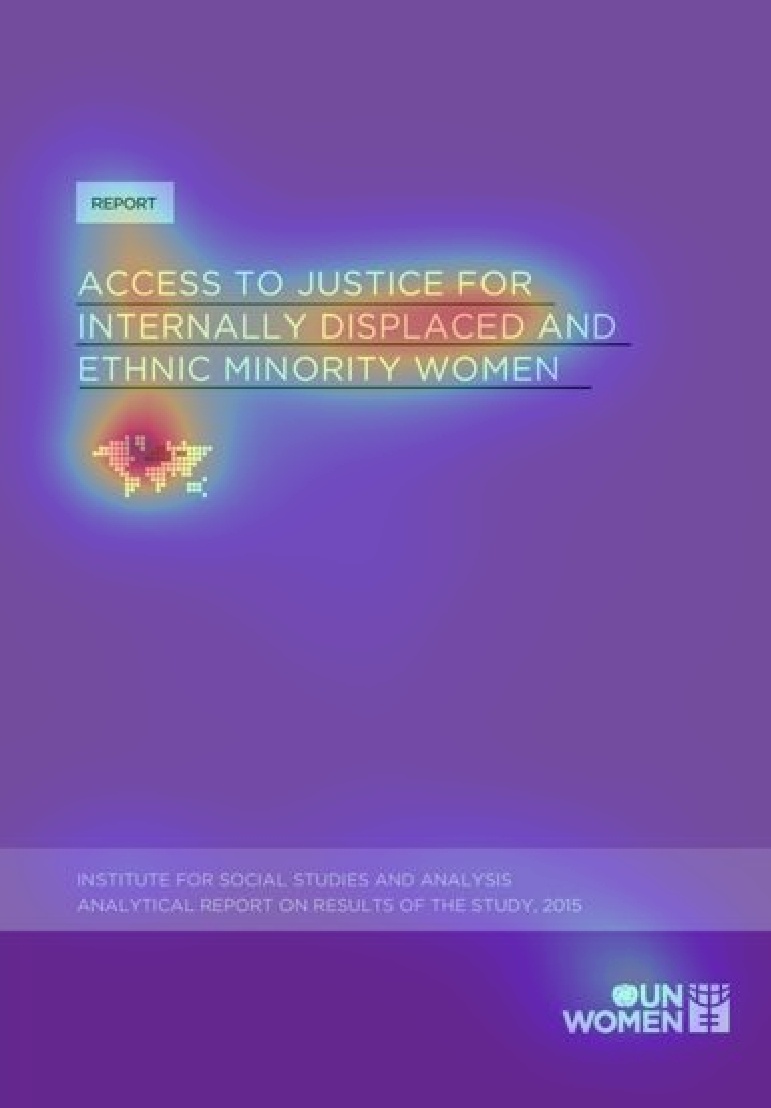 REPORT
ACCESS TO JUSTICE FOR
INTERNALLY DISPLACED AND
ETHNIC MINORITY WOMEN
INSTITUTE FOR SOCIAL STUDIES AND ANALYSIS
ANALYTICAL REPORT ON RESULTS OF THE STUDY, 2015
UN
WOMEN